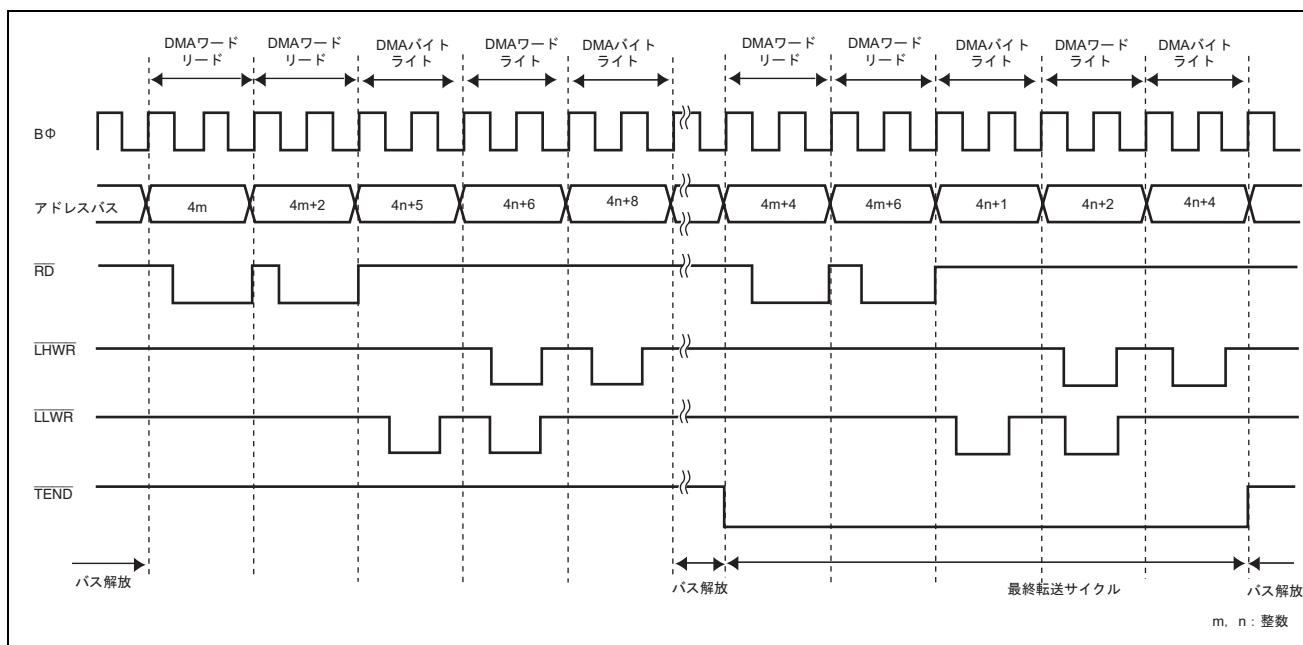 DMAワード
リード
DMAワード
リード
DMAバイト
ライト
DMAワード
ライト
DMAバイト
ライト
DMAワード
リード
DMAワード
リード
DMAバイト
ライト
DMAワード
ライト
DMAバイト
ライト
BΦ
アドレスバス 4m 4m+2 4n+5 4n+6 4n+8 4m+4 4m+6 4n+1 4n+2 4n+4
RD
LHWR
LLWR
TEND
バス解放 バス解放 最終転送サイクル バス解放
m, n : 整数